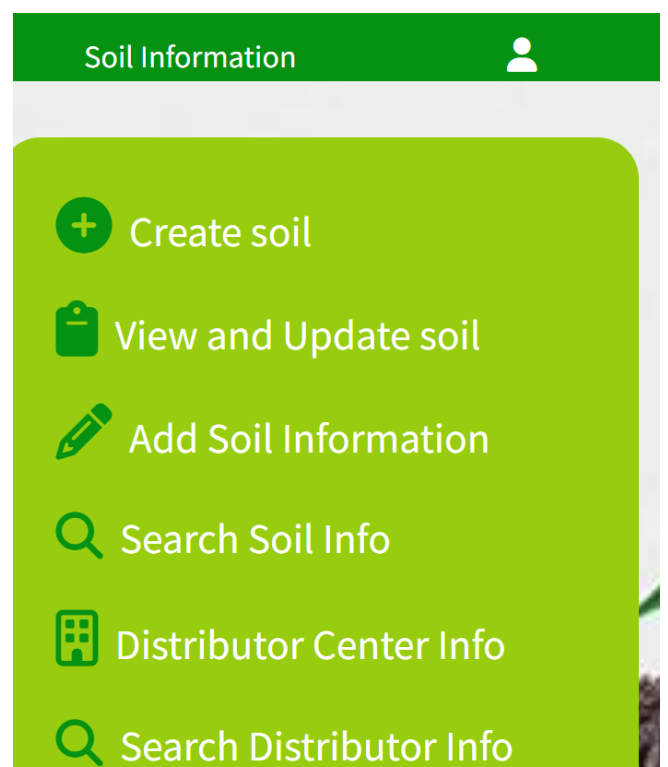 Soil Information
Create soil
View and Update soil
Add Soil Information
Search Soil Info
Distributor Center Info
Search Distributor Info